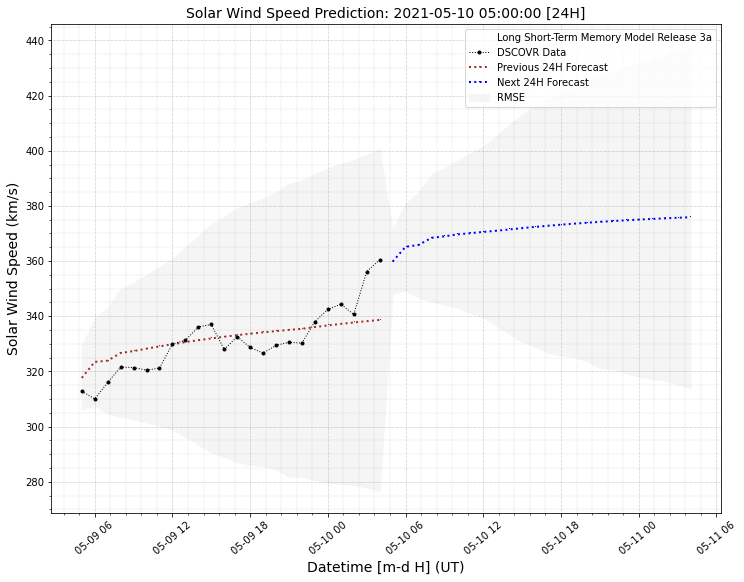 Solar Wind Speed Prediction: 2021-05-10 05:00:00 [24H]
Long Short-Term Memory Model Release 3a
DSCOVR Data
Previous 24H Forecast
Next 24H Forecast
RMSE
Solar Wind Speed (km/s)
440
420
400
380
360
340
320
300
280
05-09 06
05-09 12
05-09 18
05-10 00
05-10 06
05-10 12
05-10 18
05-11 00
05-11 06
Datetime [m-d H] (UT)